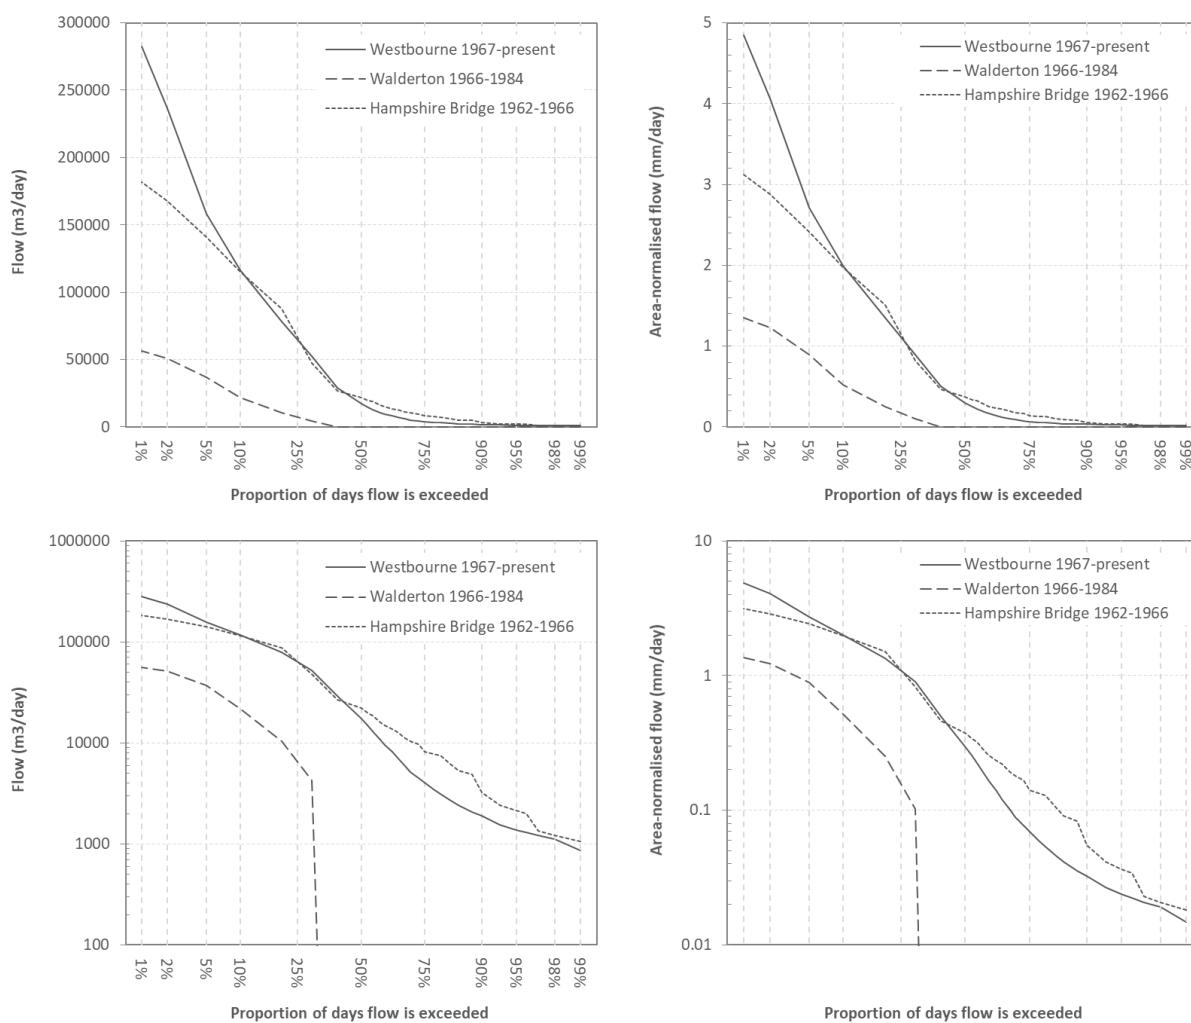 300000
250000
200000
150000
100000
50000
0
Flow (m3/day)
Westbourne 1967-present
Walderton 1966-1984
Hampshire Bridge 1962-1966
1% 2% 5% 10% 25% 50% 75% 90% 95% 98% 99%
Proportion of days flow is exceeded
5
4
3
2
1
0
Area-normalised flow (mm/day)
Westbourne 1967-present
Walderton 1966-1984
Hampshire Bridge 1962-1966
1% 2% 5% 10% 25% 50% 75% 90% 95% 98% 99%
Proportion of days flow is exceeded
1000000
100000
10000
1000
100
Flow (m3/day)
Westbourne 1967-present
Walderton 1966-1984
Hampshire Bridge 1962-1966
1% 2% 5% 10% 25% 50% 75% 90% 95% 98% 99%
Proportion of days flow is exceeded
10
1
0.1
0.01
Area-normalised flow (mm/day)
Westbourne 1967-present
Walderton 1966-1984
Hampshire Bridge 1962-1966
Proportion of days flow is exceeded